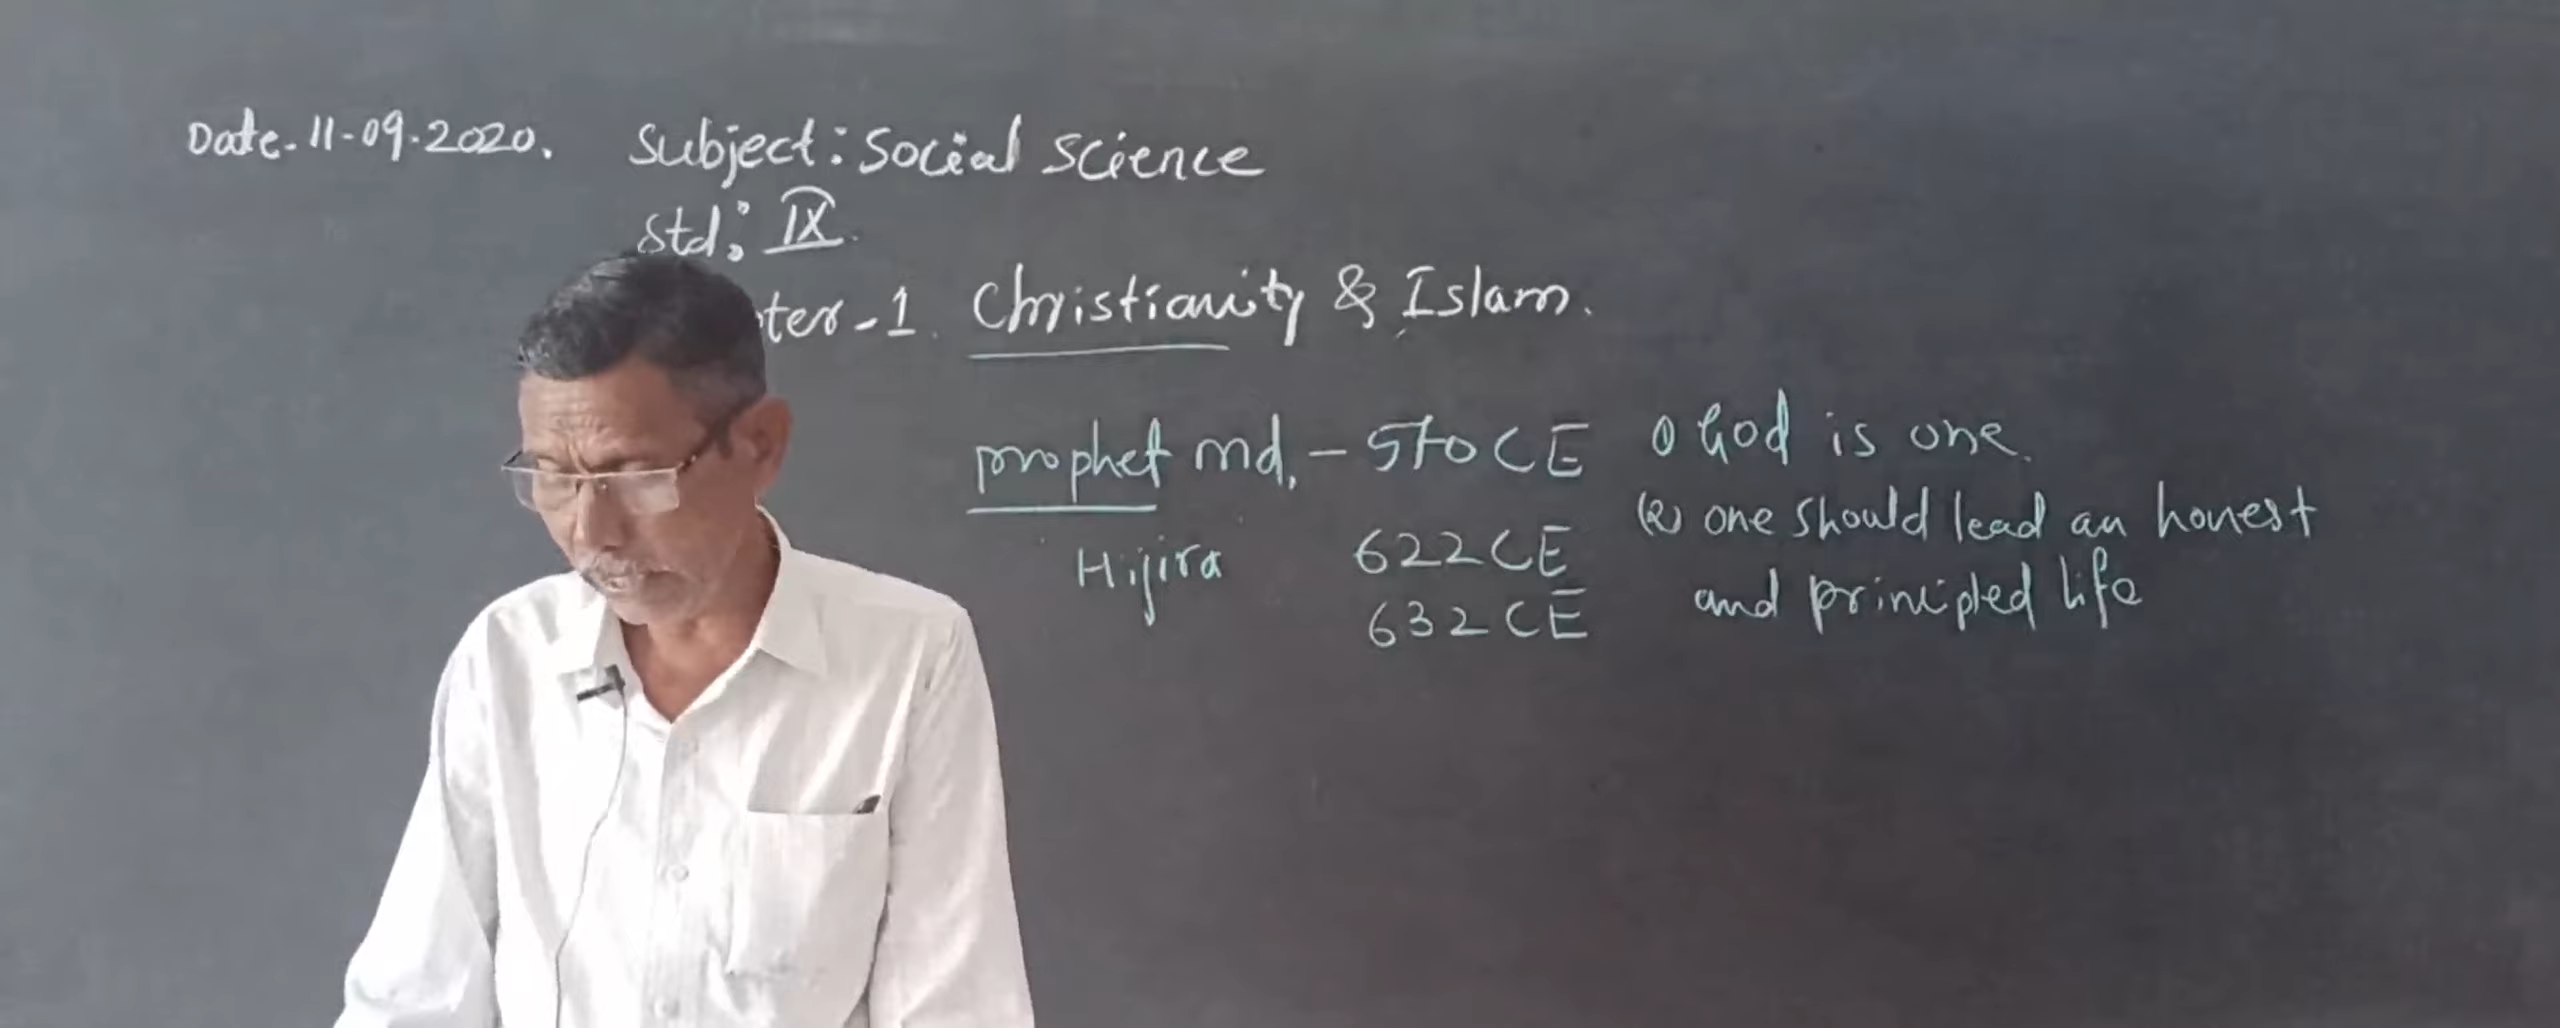 Date. 11-09-2020.
Subject: Social Science
Std: IX.
ter-1. Christianity & Islam.
prophet md. - 570 CE
Hijira 622 CE
632 CE
(1) God is one.
(2) one should lead an honest
and principled life